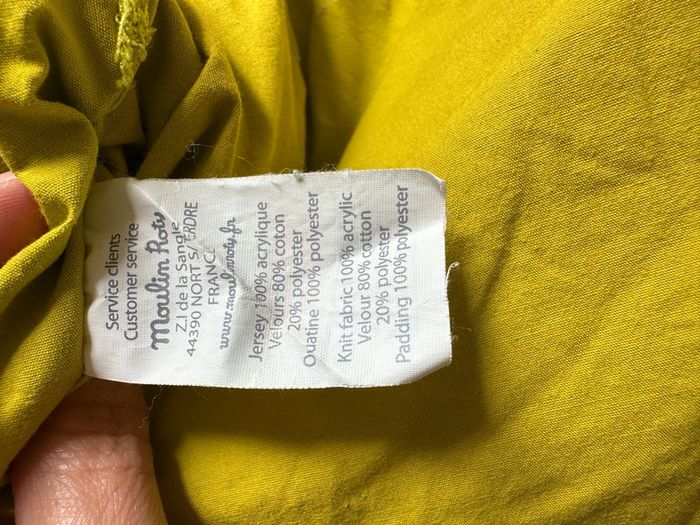 Service clients
Customer service
Moulin Roty
Z.I de la Sangle
44390 NORT S/ ERDRE
FRANCE
www.moulinroty.fr
Jersey 100% acrylique
Velours 80% coton
20% polyester
Ouatine 100% polyester
Knit fabric 100% acrylic
Velour 80% cotton
20% polyester
Padding 100% polyester